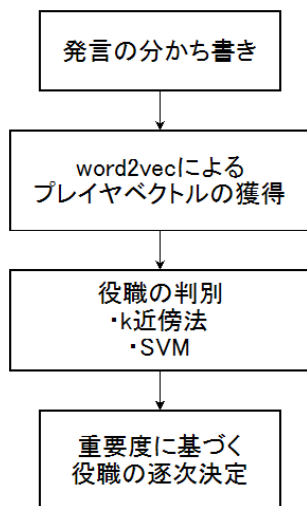 発言の分かち書き
word2vecによる
プレイヤベクトルの獲得
役職の判別
・k近傍法
・SVM
重要度に基づく
役職の逐次決定